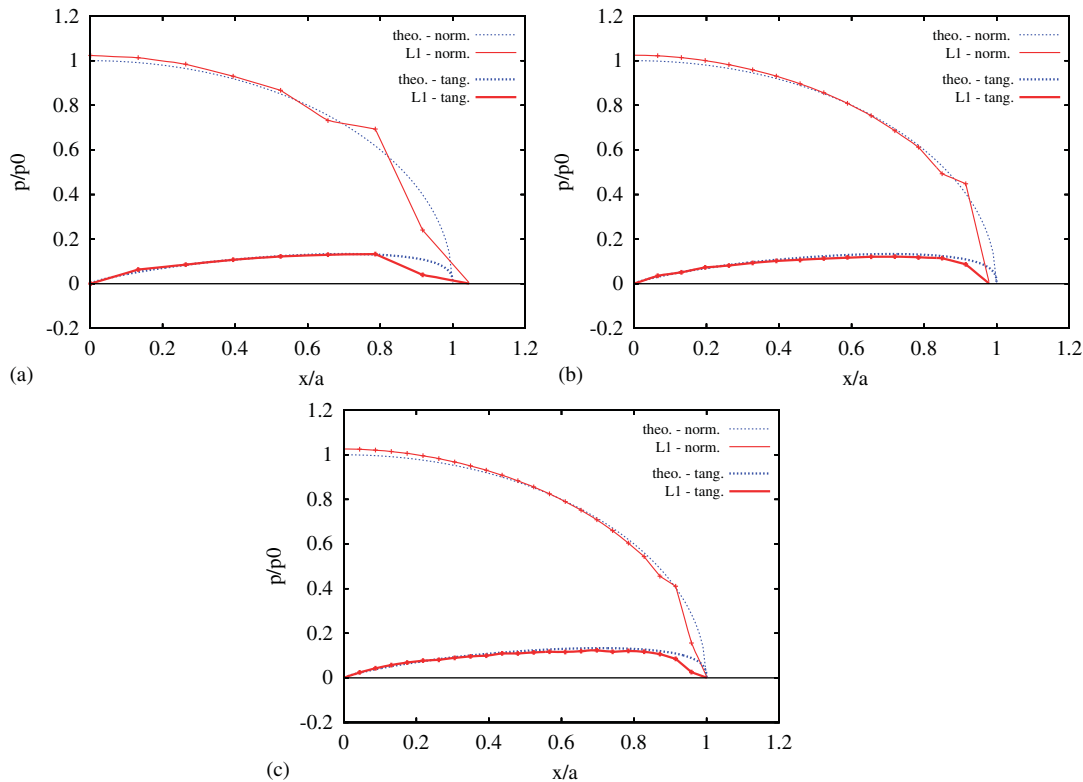 1.2
1
0.8
0.6
0.4
0.2
0
-0.2
p/p0
theo. - norm.
L1 - norm.
theo. - tang.
L1 - tang.
0 0.2 0.4 0.6 0.8 1 1.2
x/a
(a)
1.2
1
0.8
0.6
0.4
0.2
0
-0.2
p/p0
theo. - norm.
L1 - norm.
theo. - tang.
L1 - tang.
0 0.2 0.4 0.6 0.8 1 1.2
x/a
(b)
1.2
1
0.8
0.6
0.4
0.2
0
-0.2
p/p0
theo. - norm.
L1 - norm.
theo. - tang.
L1 - tang.
0 0.2 0.4 0.6 0.8 1 1.2
x/a
(c)